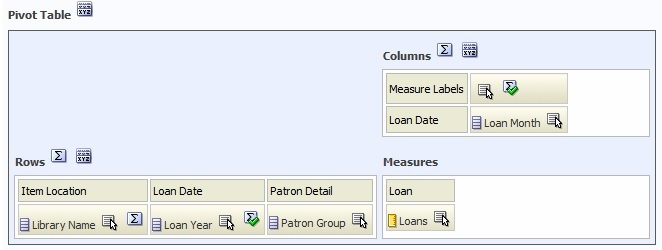 Pivot Table
Columns
Measure Labels
Loan Date Loan Month
Rows Measures
Item Location Loan Date Patron Detail Loan
Library Name Loan Year Patron Group Loans